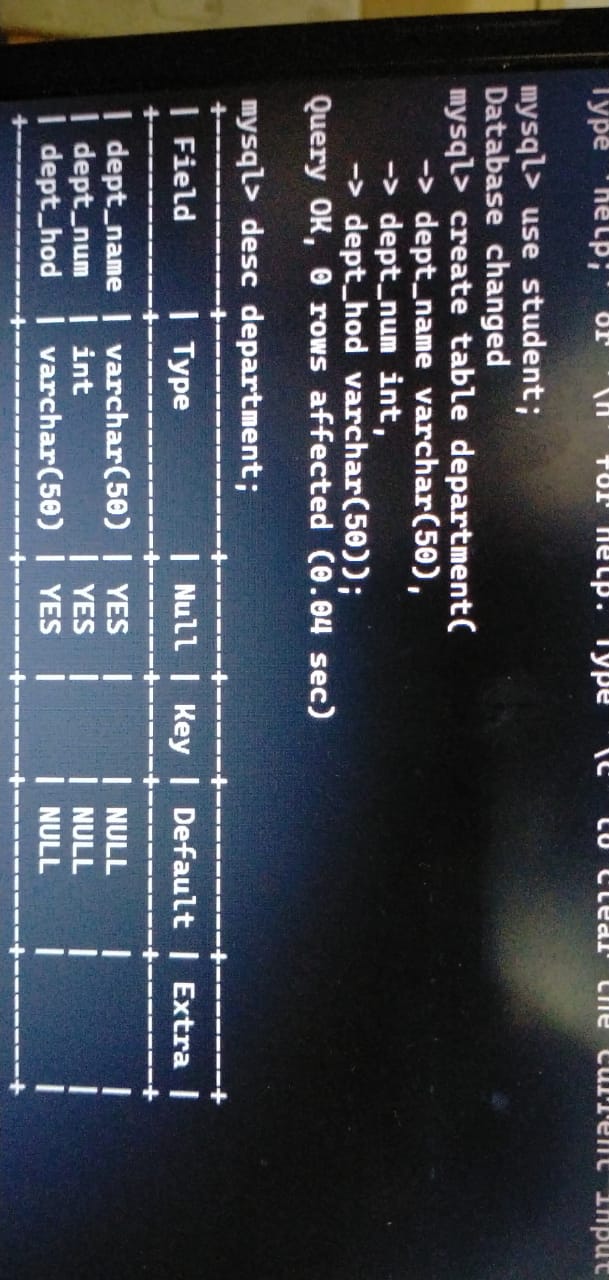 Type 'help;' or '\h' for help. Type '\c' to clear the current input
mysql> use student;
Database changed
mysql> create table department(
    -> dept_name varchar(50),
    -> dept_num int,
    -> dept_hod varchar(50));
Query OK, 0 rows affected (0.04 sec)
mysql> desc department;
+-----------+-------------+------+-----+---------+-------+
| Field     | Type        | Null | Key | Default | Extra |
+-----------+-------------+------+-----+---------+-------+
| dept_name | varchar(50) | YES  |     | NULL    |       |
| dept_num  | int         | YES  |     | NULL    |       |
| dept_hod  | varchar(50) | YES  |     | NULL    |       |
+-----------+-------------+------+-----+---------+-------+